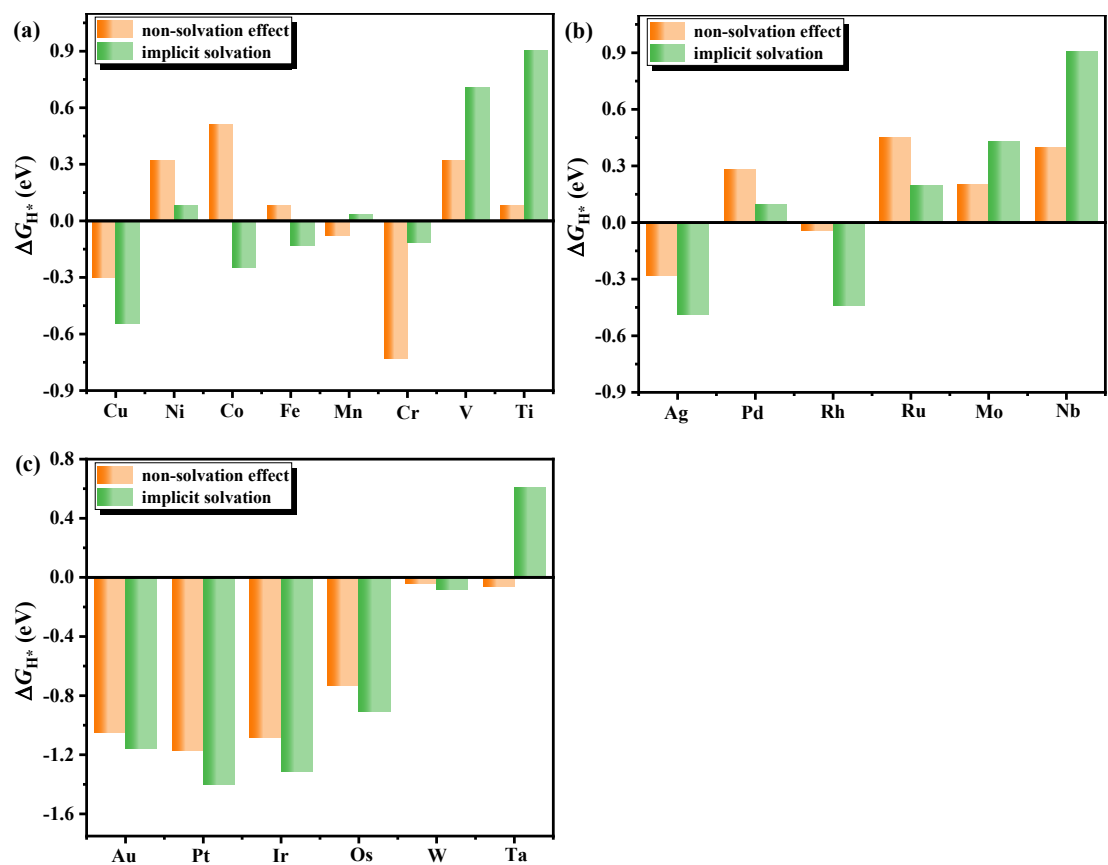 (a)
non-solvation effect
implicit solvation
0.9
0.6
0.3
0.0
-0.3
-0.6
-0.9
ΔG_H* (eV)
Cu Ni Co Fe Mn Cr V Ti
(b)
non-solvation effect
implicit solvation
0.9
0.6
0.3
0.0
-0.3
-0.6
-0.9
ΔG_H* (eV)
Ag Pd Rh Ru Mo Nb
(c)
non-solvation effect
implicit solvation
0.8
0.4
0.0
-0.4
-0.8
-1.2
-1.6
ΔG_H* (eV)
Au Pt Ir Os W Ta